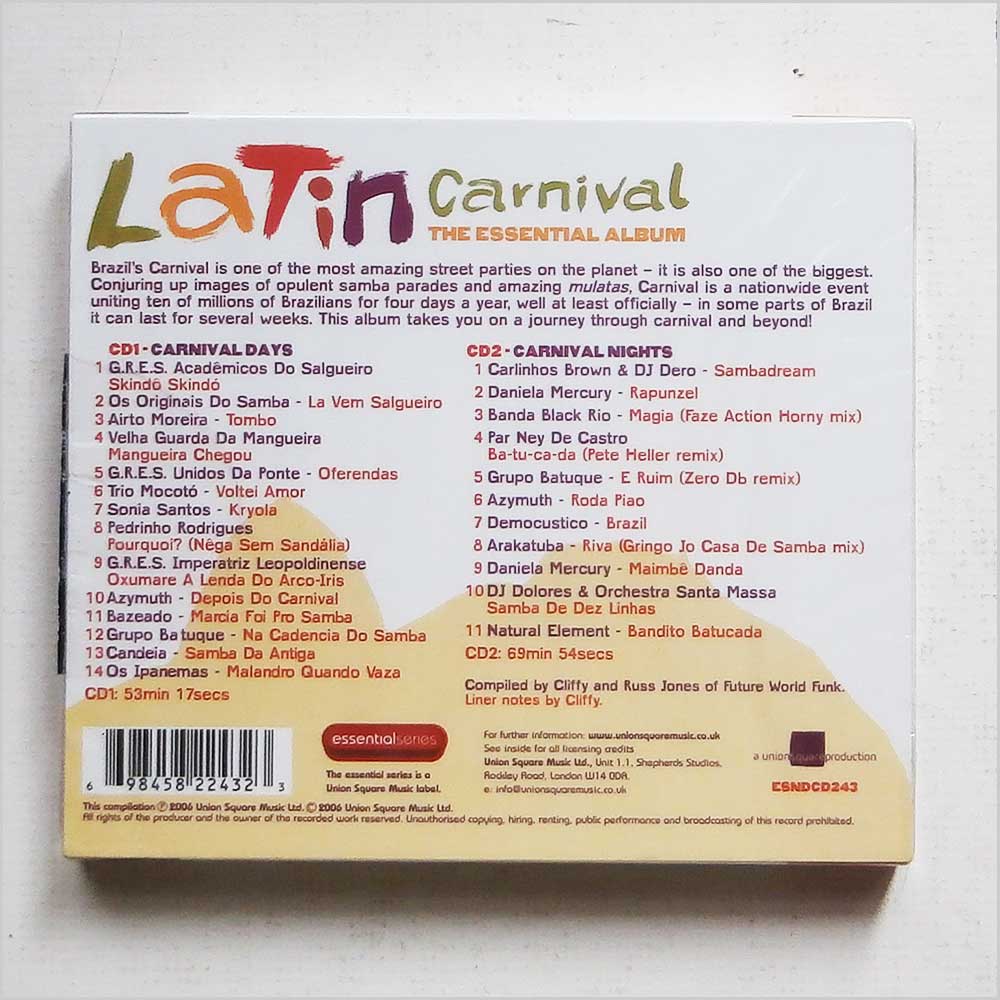 Latin Carnival
THE ESSENTIAL ALBUM
Brazil's Carnival is one of the most amazing street parties on the planet – it is also one of the biggest.
Conjuring up images of opulent samba parades and amazing mulatas, Carnival is a nationwide event
uniting ten of millions of Brazilians for four days a year, well at least officially – in some parts of Brazil
it can last for several weeks. This album takes you on a journey through carnival and beyond!
CD1 - CARNIVAL DAYS
1 G.R.E.S. Acadêmicos Do Salgueiro
Skindô Skindó
2 Os Originais Do Samba - La Vem Salgueiro
3 Airto Moreira - Tombo
4 Velha Guarda Da Mangueira
Mangueira Chegou
5 G.R.E.S. Unidos Da Ponte - Oferendas
6 Trio Mocotó - Voltei Amor
7 Sonia Santos - Kryola
8 Pedrinho Rodrigues
Pourquoi? (Nêga Sem Sandália)
9 G.R.E.S. Imperatriz Leopoldinense
Oxumare A Lenda Do Arco-Iris
10 Azymuth - Depois Do Carnival
11 Bazeado - Marcia Foi Pro Samba
12 Grupo Batuque - Na Cadencia Do Samba
13 Candeia - Samba Da Antiga
14 Os Ipanemas - Malandro Quando Vaza
CD1: 53min 17secs
CD2 - CARNIVAL NIGHTS
1 Carlinhos Brown & DJ Dero - Sambadream
2 Daniela Mercury - Rapunzel
3 Banda Black Rio - Magia (Faze Action Horny mix)
4 Par Ney De Castro
Ba-tu-ca-da (Pete Heller remix)
5 Grupo Batuque - E Ruim (Zero Db remix)
6 Azymuth - Roda Piao
7 Democustico - Brazil
8 Arakatuba - Riva (Gringo Jo Casa De Samba mix)
9 Daniela Mercury - Maimbê Danda
10 DJ Dolores & Orchestra Santa Massa
Samba De Dez Linhas
11 Natural Element - Bandito Batucada
CD2: 69min 54secs
Compiled by Cliffy and Russ Jones of Future World Funk.
Liner notes by Cliffy.
6 98458 22432 3
essentialseries
The essential series is a
Union Square Music label.
For further information: www.unionsquaremusic.co.uk
See inside for all licensing credits
Union Square Music Ltd., Unit 1.1, Shepherds Studios,
Rockley Road, London W14 0DA.
e: info@unionsquaremusic.co.uk
a unionsquareproduction
ESNDCD243
This compilation ℗ 2006 Union Square Music Ltd. © 2006 Union Square Music Ltd.
All rights of the producer and the owner of the recorded work reserved. Unauthorised copying, hiring, renting, public performance and broadcasting of this record prohibited.